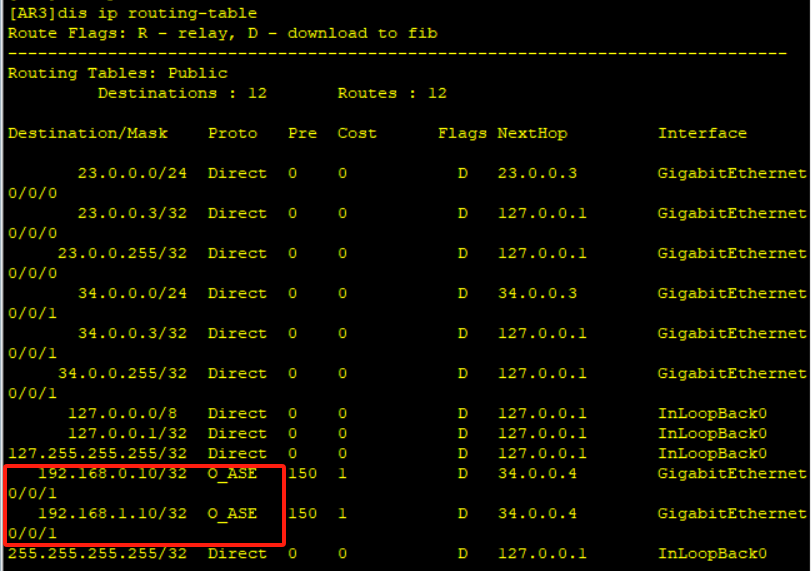 [AR3]dis ip routing-table
Route Flags: R - relay, D - download to fib
------------------------------------------------------------------------------
Routing Tables: Public
         Destinations : 12       Routes : 12

Destination/Mask    Proto   Pre  Cost         Flags NextHop         Interface

       23.0.0.0/24  Direct  0    0              D   23.0.0.3        GigabitEthernet
0/0/0
       23.0.0.3/32  Direct  0    0              D   127.0.0.1       GigabitEthernet
0/0/0
     23.0.0.255/32  Direct  0    0              D   127.0.0.1       GigabitEthernet
0/0/0
       34.0.0.0/24  Direct  0    0              D   34.0.0.3        GigabitEthernet
0/0/1
       34.0.0.3/32  Direct  0    0              D   127.0.0.1       GigabitEthernet
0/0/1
     34.0.0.255/32  Direct  0    0              D   127.0.0.1       GigabitEthernet
0/0/1
      127.0.0.0/8   Direct  0    0              D   127.0.0.1       InLoopBack0
      127.0.0.1/32  Direct  0    0              D   127.0.0.1       InLoopBack0
127.255.255.255/32  Direct  0    0              D   127.0.0.1       InLoopBack0
   192.168.0.10/32  O_ASE   150  1              D   34.0.0.4        GigabitEthernet
0/0/1
   192.168.1.10/32  O_ASE   150  1              D   34.0.0.4        GigabitEthernet
0/0/1
255.255.255.255/32  Direct  0    0              D   127.0.0.1       InLoopBack0